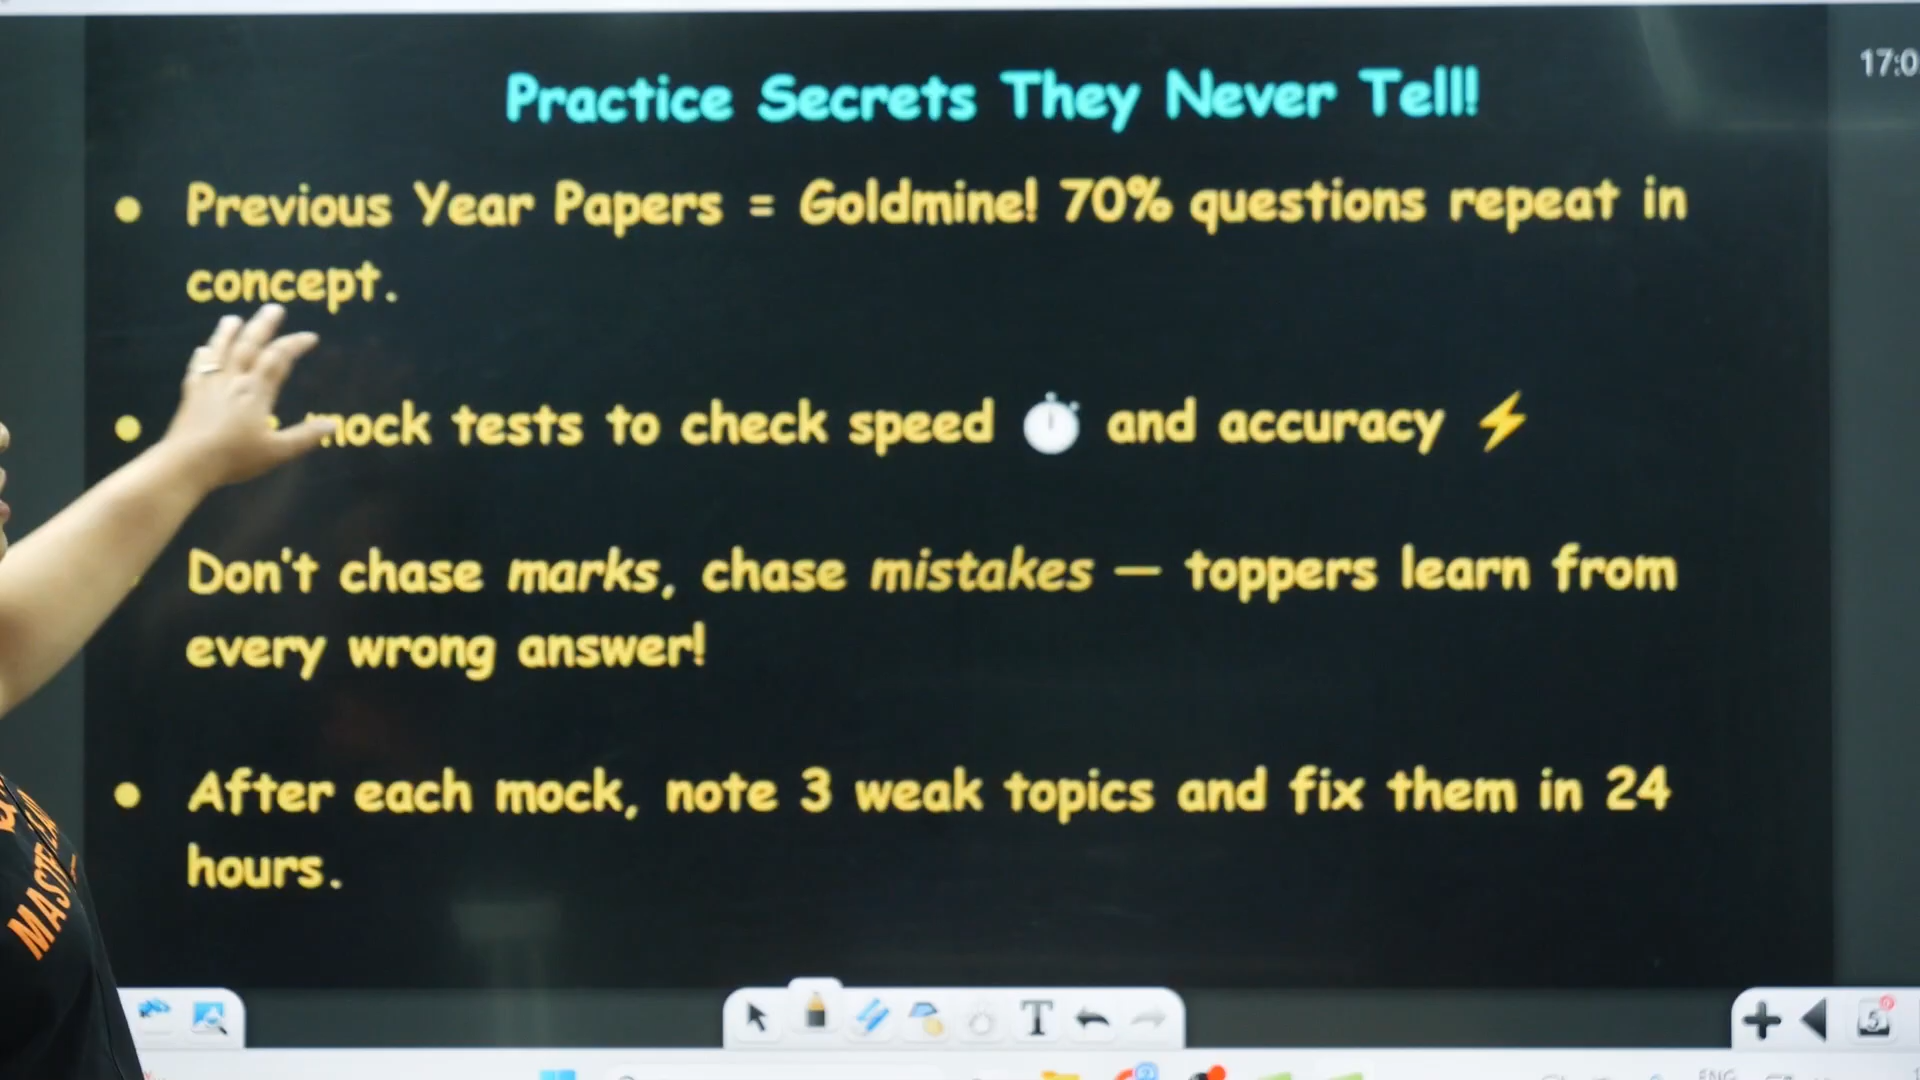 Practice Secrets They Never Tell!
17:0
• Previous Year Papers = Goldmine! 70% questions repeat in
concept.
• mock tests to check speed ⏱ and accuracy ⚡
Don't chase marks, chase mistakes — toppers learn from
every wrong answer!
• After each mock, note 3 weak topics and fix them in 24
hours.
T
5
ENG